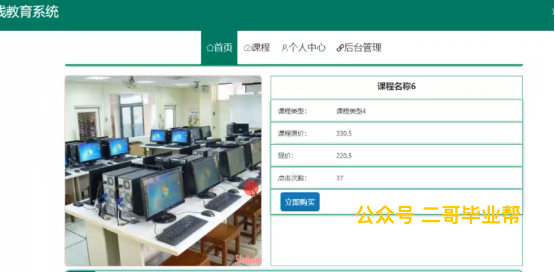 线教育系统
首页 课程 个人中心 后台管理
课程名称6
课程类型： 课程类型4
课程原价： 330.5
现价： 220.5
点击次数： 37
立即购买
公众号 二哥毕业帮